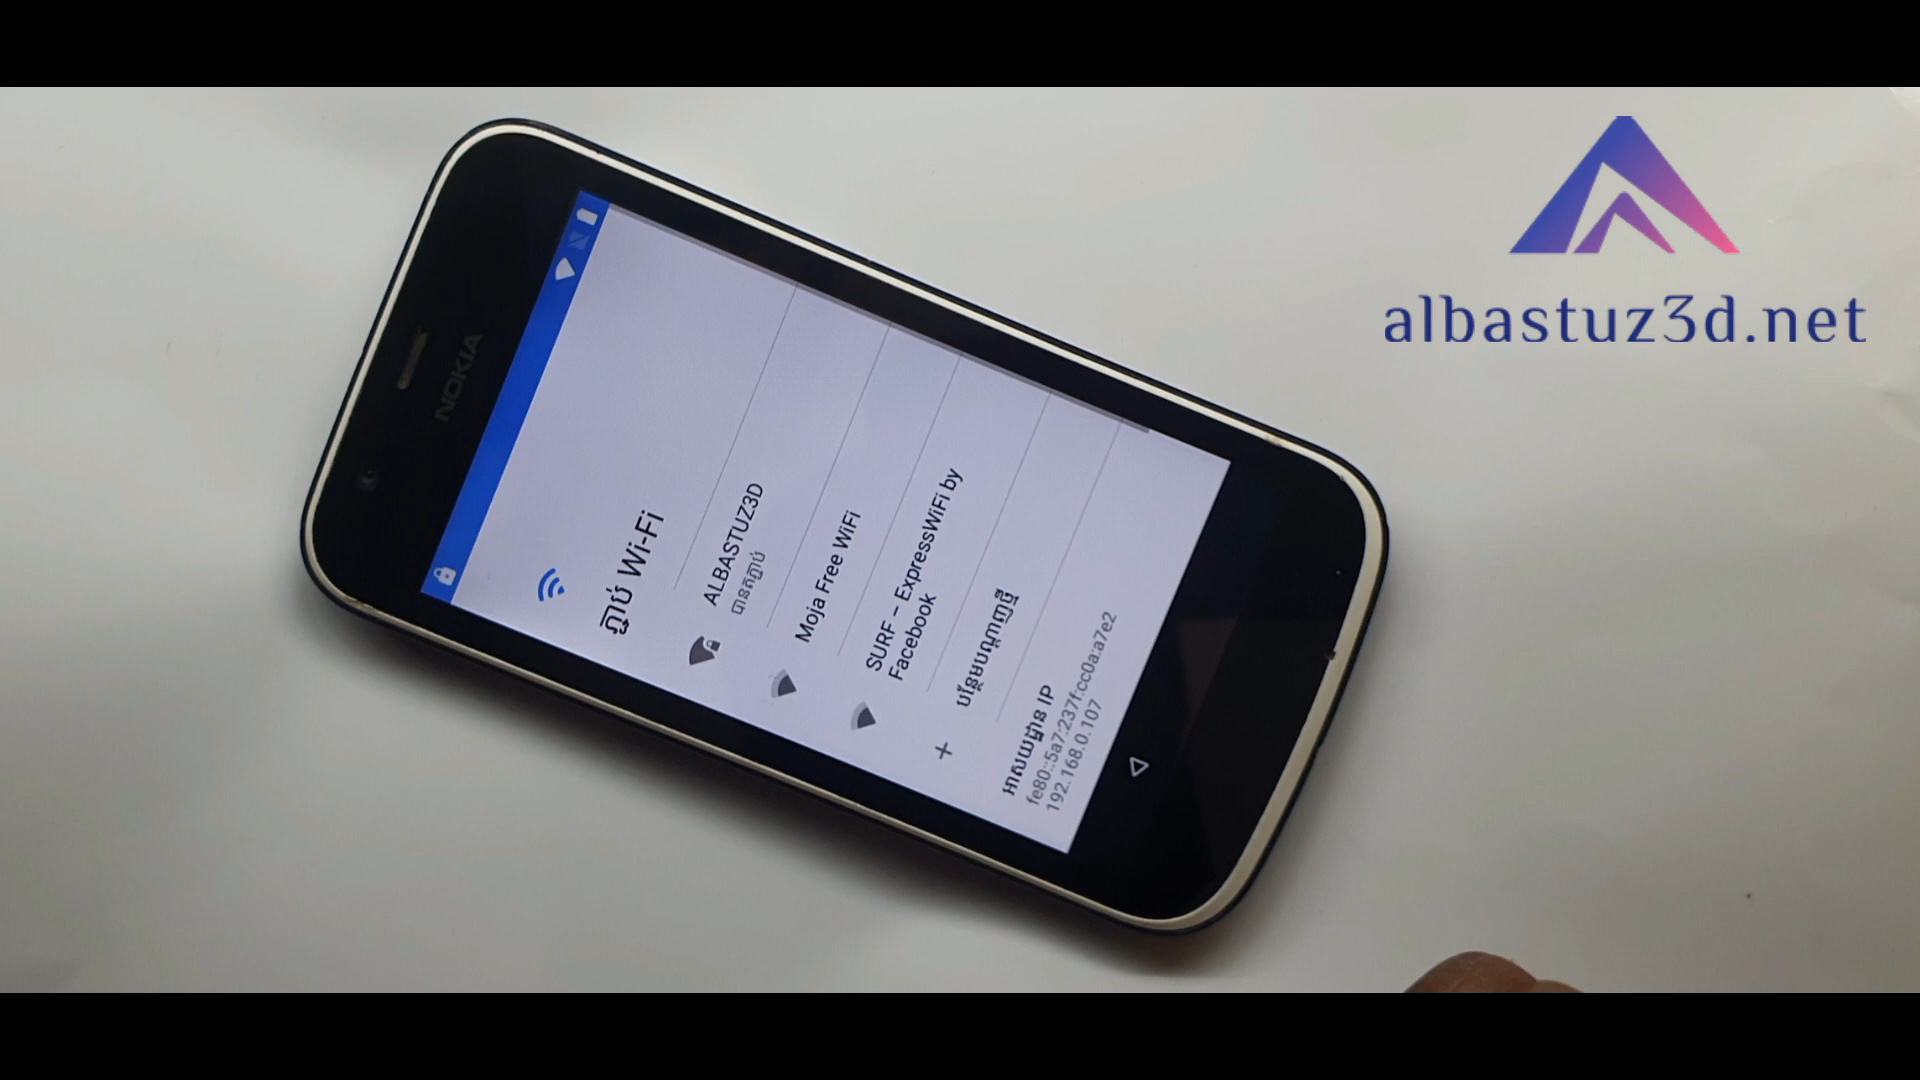 albastuz3d.net
NOKIA
ភ្ជាប់ Wi-Fi
ALBASTUZ3D
បានតភ្ជាប់
Moja Free WiFi
SURF – ExpressWiFi by
Facebook
បន្ថែមបណ្ដាញថ្មី
អាសយដ្ឋាន IP
fe80::5a7:237f:cc0a:a7e2
192.168.0.107